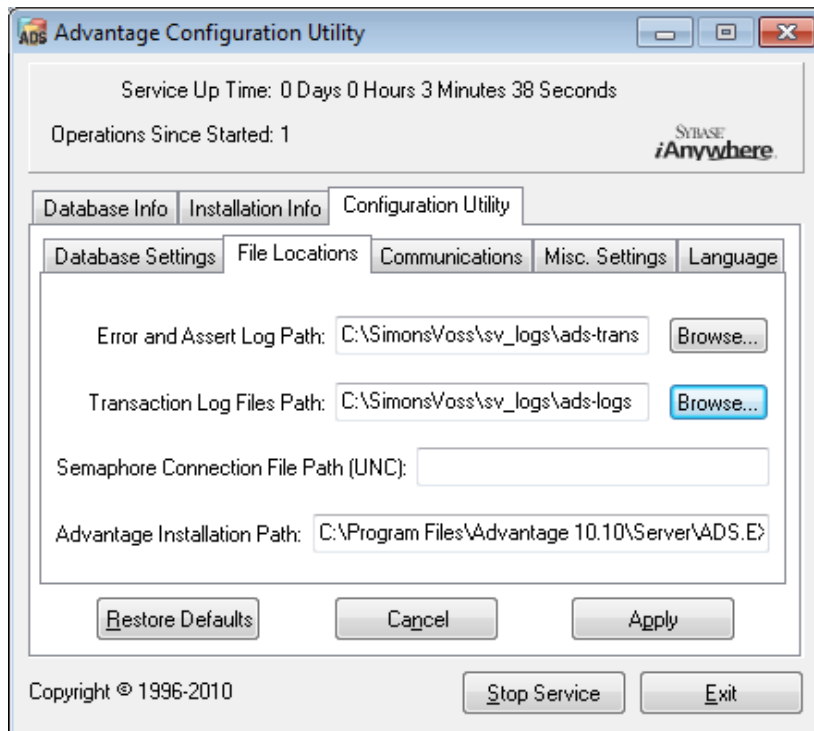 ADS Advantage Configuration Utility
Service Up Time: 0 Days 0 Hours 3 Minutes 38 Seconds
Operations Since Started: 1
SYBASE
iAnywhere.
Database Info Installation Info Configuration Utility
Database Settings File Locations Communications Misc. Settings Language
Error and Assert Log Path: C:\SimonsVoss\sv_logs\ads-trans Browse...
Transaction Log Files Path: C:\SimonsVoss\sv_logs\ads-logs Browse...
Semaphore Connection File Path (UNC):
Advantage Installation Path: C:\Program Files\Advantage 10.10\Server\ADS.EX
Restore Defaults Cancel Apply
Copyright © 1996-2010 Stop Service Exit